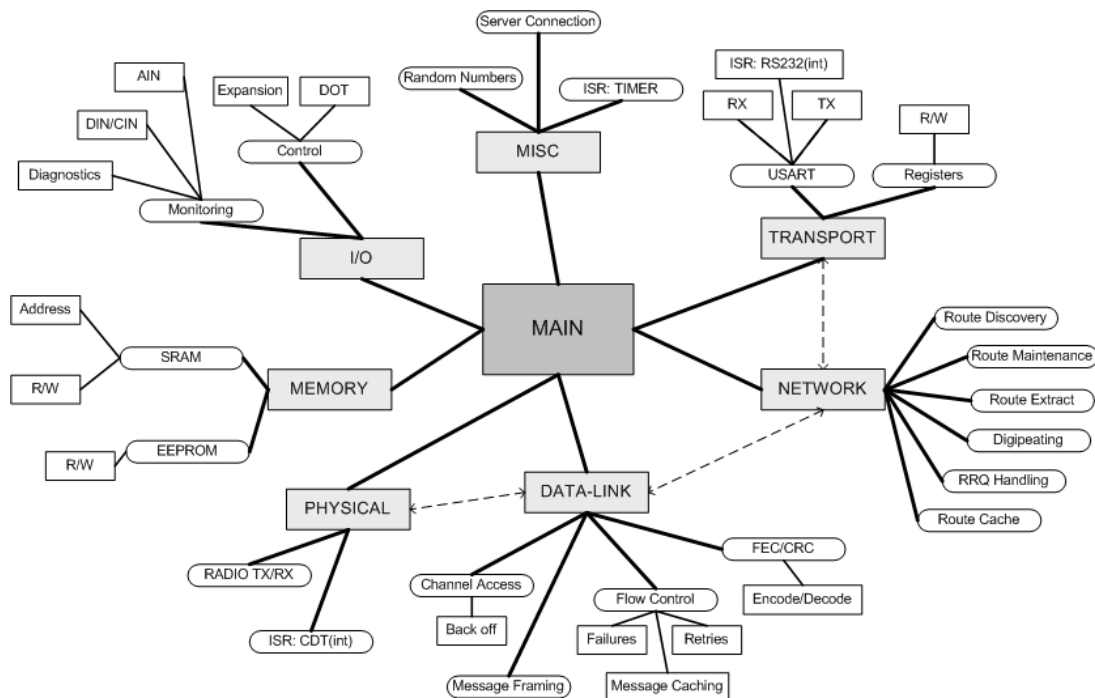 Server Connection
Random Numbers
ISR: TIMER
MISC
AIN
Expansion
DOT
DIN/CIN
Control
Diagnostics
Monitoring
I/O
ISR: RS232(int)
RX
TX
R/W
USART
Registers
TRANSPORT
MAIN
Address
SRAM
R/W
MEMORY
EEPROM
R/W
NETWORK
Route Discovery
Route Maintenance
Route Extract
Digipeating
RRQ Handling
Route Cache
PHYSICAL
RADIO TX/RX
ISR: CDT(int)
DATA-LINK
Channel Access
Back off
Message Framing
Flow Control
Failures
Retries
Message Caching
FEC/CRC
Encode/Decode